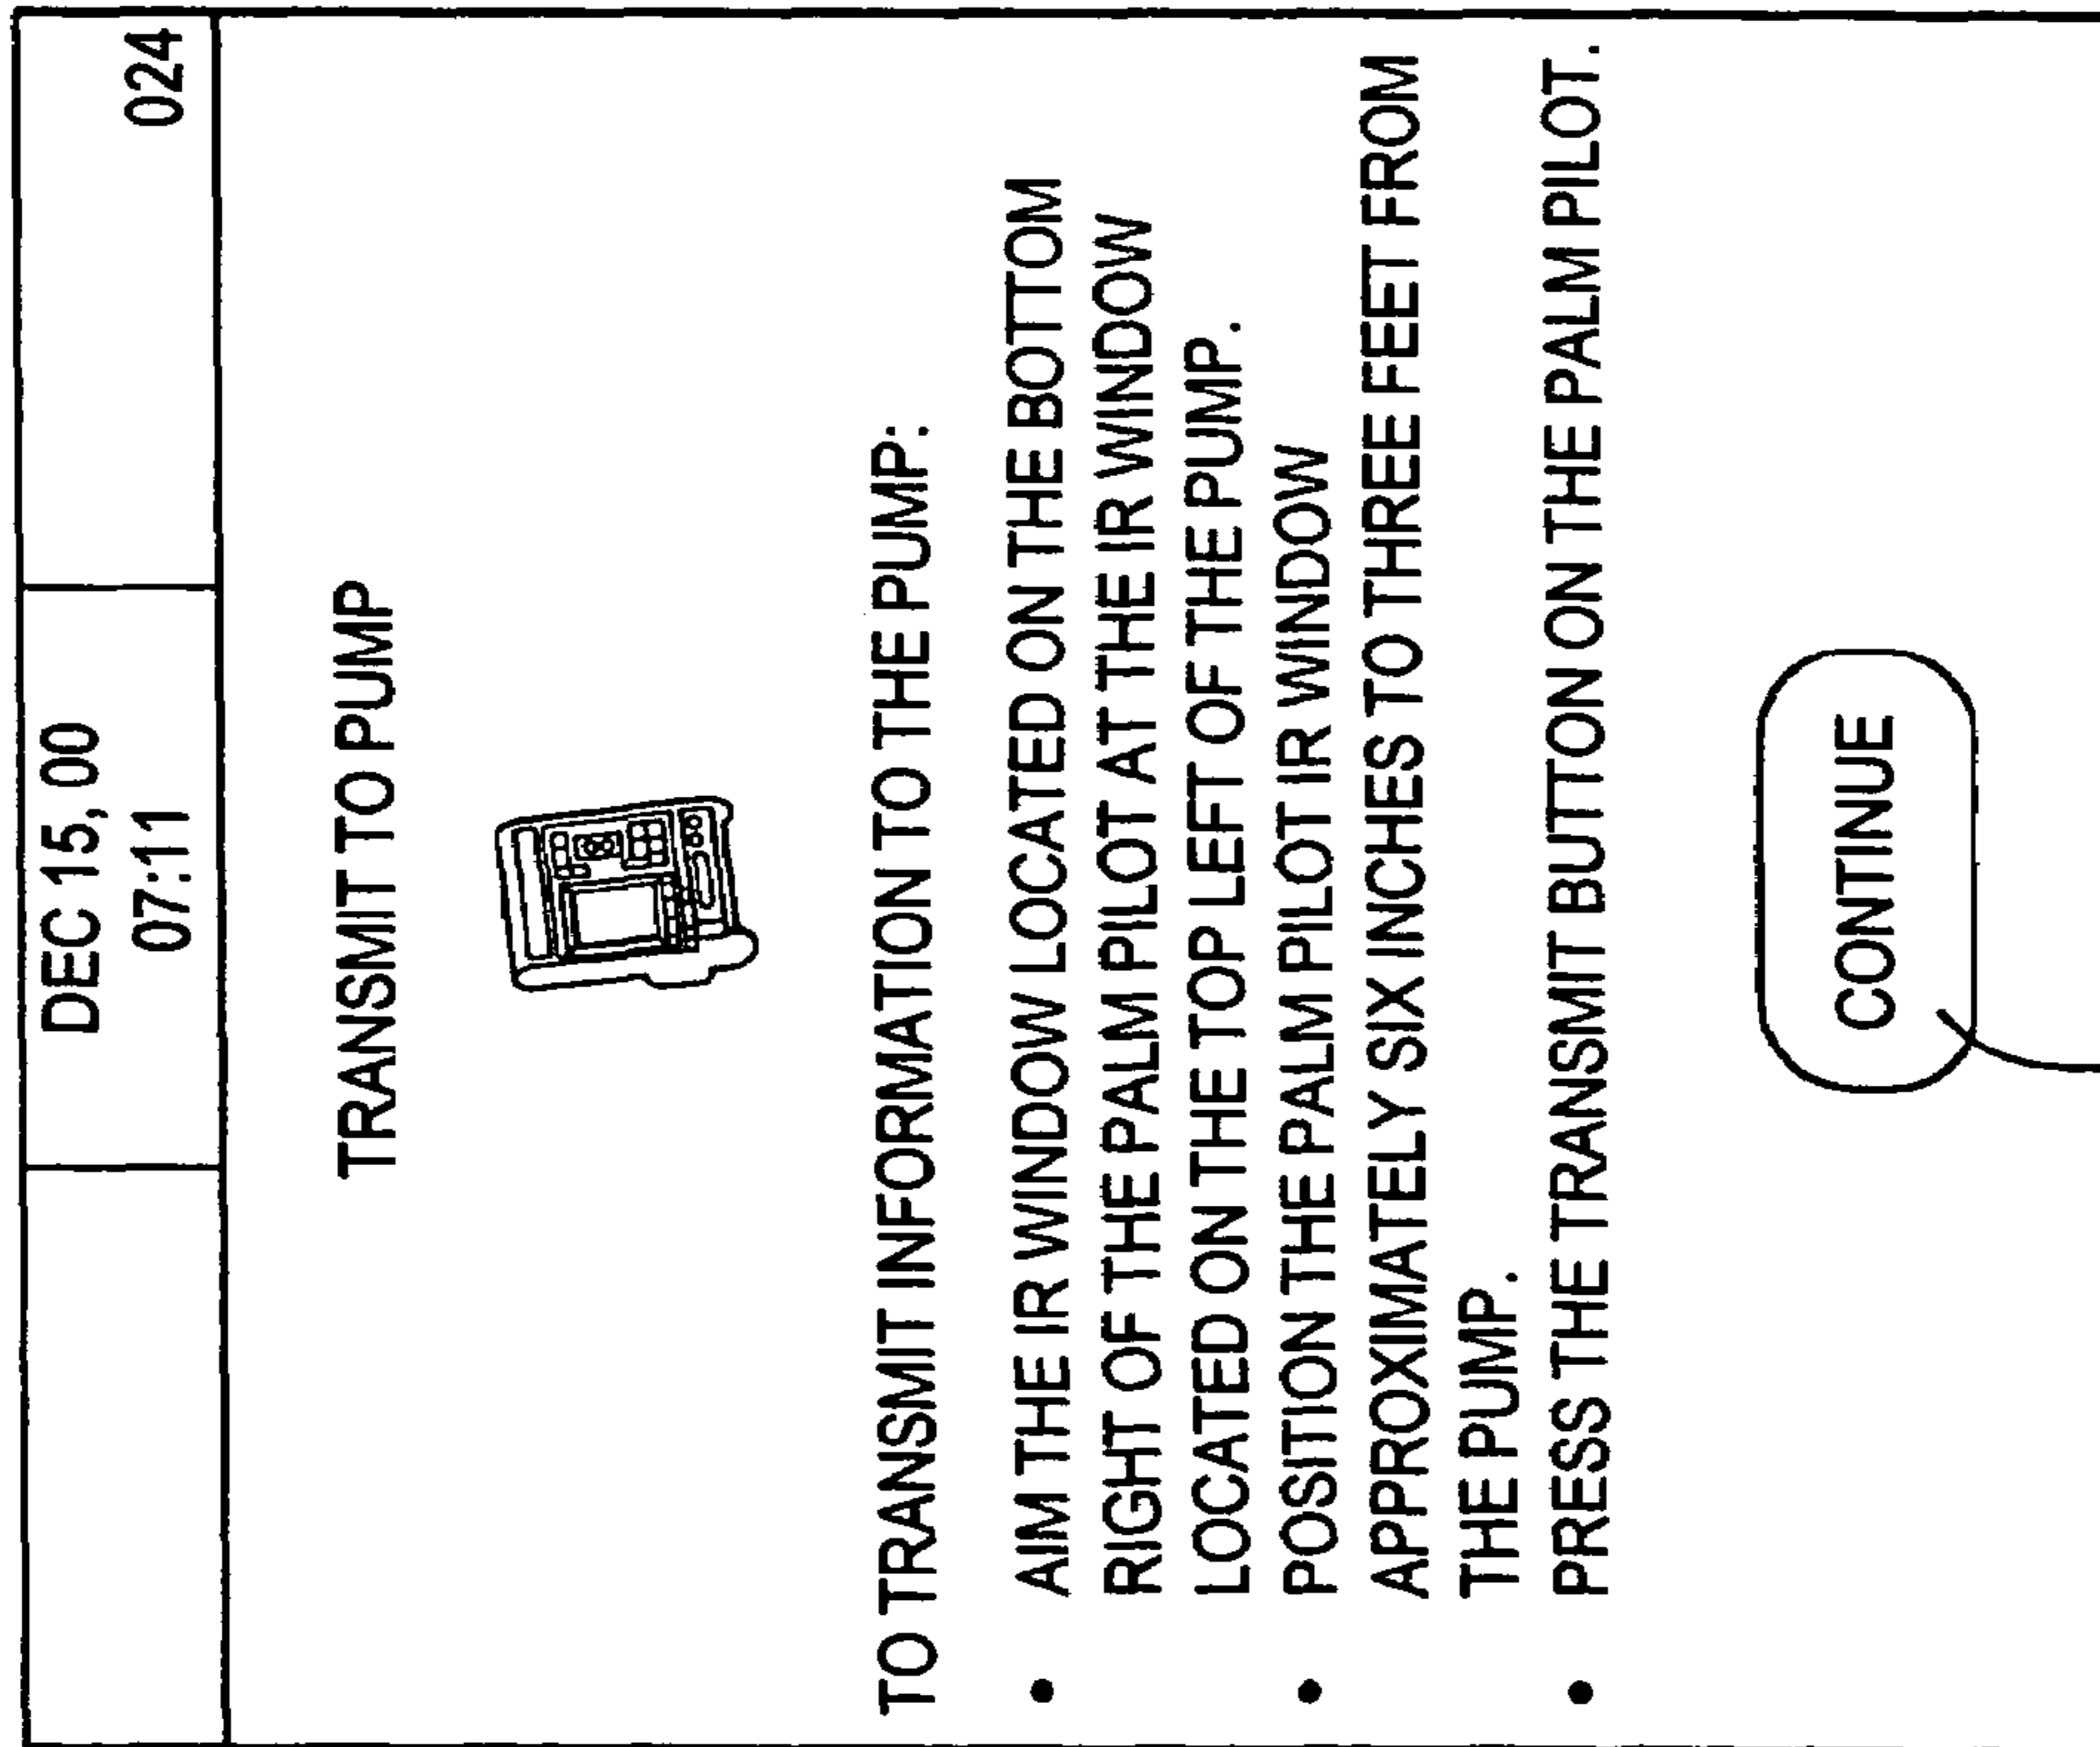 DEC 15, 00
07:11
024
TRANSMIT TO PUMP
TO TRANSMIT INFORMATION TO THE PUMP:
• AIM THE IR WINDOW LOCATED ON THE BOTTOM
RIGHT OF THE PALM PILOT AT THE IR WINDOW
LOCATED ON THE TOP LEFT OF THE PUMP.
• POSITION THE PALM PILOT IR WINDOW
APPROXIMATELY SIX INCHES TO THREE FEET FROM
THE PUMP.
• PRESS THE TRANSMIT BUTTON ON THE PALM PILOT.
CONTINUE